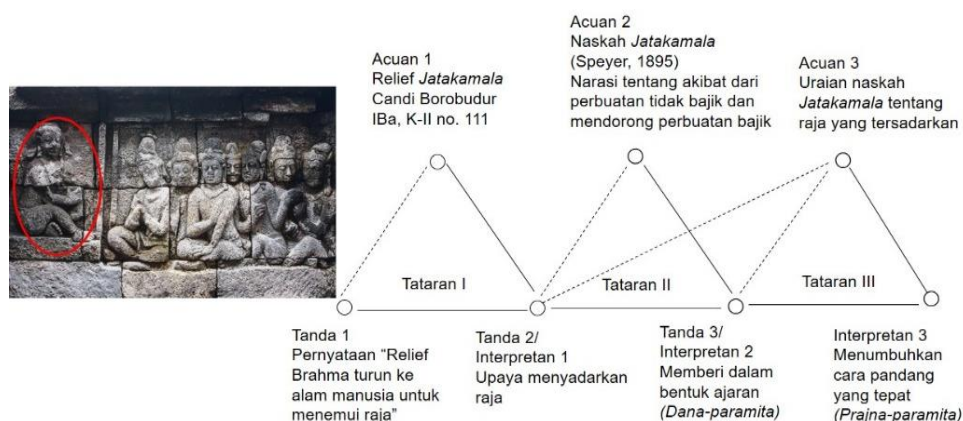 Acuan 1
Relief Jatakamala
Candi Borobudur
IBa, K-II no. 111
Acuan 2
Naskah Jatakamala
(Speyer, 1895)
Narasi tentang akibat dari
perbuatan tidak bajik dan
mendorong perbuatan bajik
Acuan 3
Uraian naskah
Jatakamala tentang
raja yang tersadarkan
Tataran I
Tataran II
Tataran III
Tanda 1
Pernyataan “Relief
Brahma turun ke
alam manusia untuk
menemui raja”
Tanda 2/
Interpretan 1
Upaya menyadarkan
raja
Tanda 3/
Interpretan 2
Memberi dalam
bentuk ajaran
(Dana-paramita)
Interpretan 3
Menumbuhkan
cara pandang
yang tepat
(Prajna-paramita)